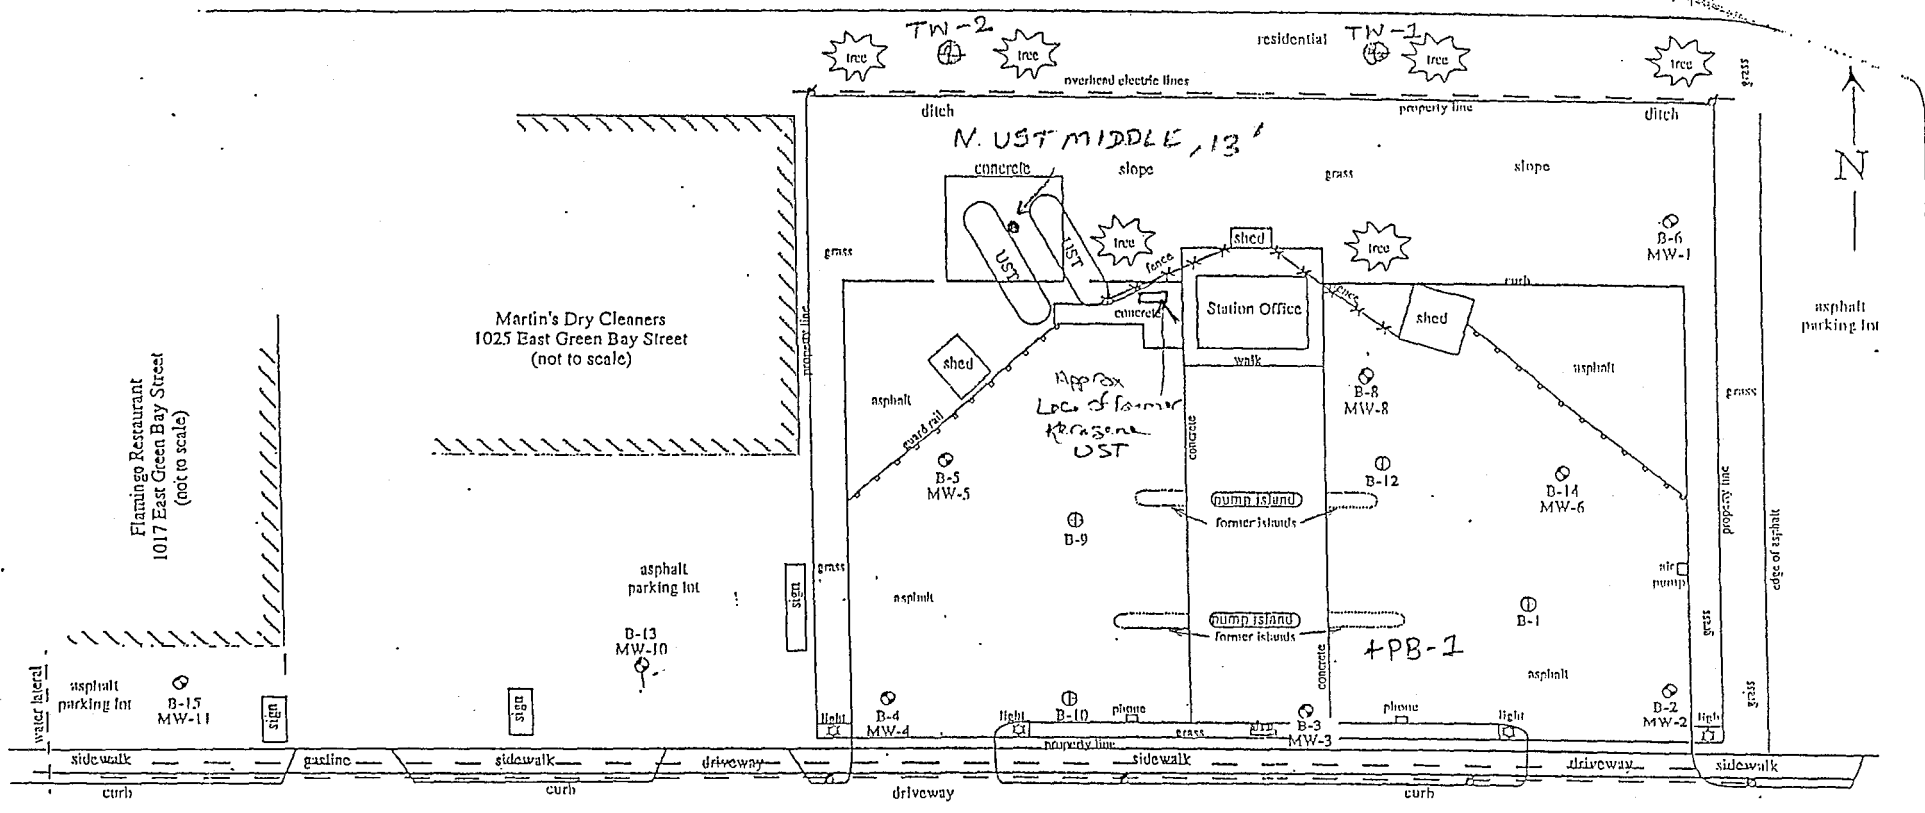 TW-2
TW-1
tree
tree
residential
tree
tree
grass
overhead electric lines
ditch
property line
ditch
N. UST MIDDLE, 13'
concrete
slope
grass
slope
N
UST
UST
tree
shed
tree
B-6
MW-1
grass
fence
curb
Station Office
fence
shed
concrete
asphalt
parking lot
Martin's Dry Cleaners
1025 East Green Bay Street
(not to scale)
property line
shed
walk
asphalt
Flamingo Restaurant
1017 East Green Bay Street
(not to scale)
Approx
Loc. of former
Kerosene
UST
B-8
MW-8
grass
asphalt
guard rail
concrete
B-5
MW-5
B-12
B-14
MW-6
pump island
former islands
property line
edge of asphalt
B-9
asphalt
parking lot
sign
grass
asphalt
air
pump
B-1
pump island
former islands
+PB-1
grass
B-13
MW-10
concrete
asphalt
water lateral
asphalt
parking lot
B-15
MW-11
sign
sign
light
B-4
MW-4
light
B-10
phone
grass
B-3
MW-3
phone
light
B-2
MW-2
light
grass
property line
sidewalk
gasline
sidewalk
driveway
sidewalk
driveway
sidewalk
curb
curb
driveway
curb